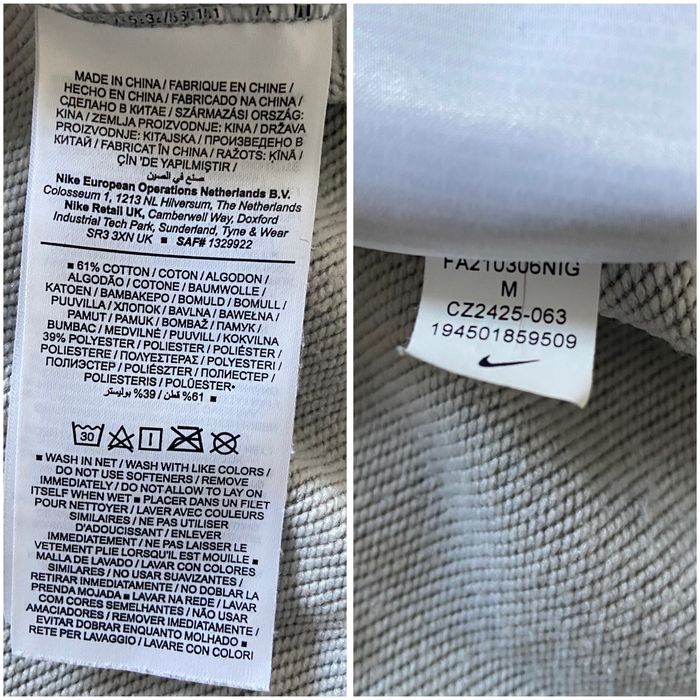 MADE IN CHINA / FABRIQUE EN CHINE /
HECHO EN CHINA / FABRICADO NA CHINA /
СДЕЛАНО В КИТАЕ / SZÁRMAZÁSI ORSZÁG:
KÍNA / ZEMLJA PROIZVODNJE: KINA / DRŽAVA
PROIZVODNJE: KITAJSKA / ПРОИЗВЕДЕНО В
КИТАЙ / FABRICAT ÎN CHINA / RAŽOTS: ĶĪNĀ /
ÇİN 'DE YAPILMIŞTIR /
صنع في الصين
Nike European Operations Netherlands B.V.
Colosseum 1, 1213 NL Hilversum, The Netherlands
Nike Retail UK, Camberwell Way, Doxford
Industrial Tech Park, Sunderland, Tyne & Wear
SR3 3XN UK ■ SAF# 1329922
■ 61% COTTON / COTON / ALGODON /
ALGODÃO / COTONE / BAUMWOLLE /
KATOEN / ΒΑΜΒΑΚΕΡΟ / BOMULD / BOMULL /
PUUVILLA / ХЛОПОК / BAVLNA / BAWEŁNA /
PAMUT / PAMUK / BOMBAŽ / ПАМУК /
BUMBAC / MEDVILNĖ / PUUVILL / KOKVILNA
39% POLYESTER / POLIESTER / POLIÉSTER /
POLIESTERE / ΠΟΛΥΕΣΤΕΡΑΣ / POLYESTERI /
ПОЛИЭСТЕР / POLIÉSZTER / ПОЛИЕСТЕР /
POLIESTERIS / POLÜESTER
61% قطن / 39% بوليستر ■
30
■ WASH IN NET / WASH WITH LIKE COLORS /
DO NOT USE SOFTENERS / REMOVE
IMMEDIATELY / DO NOT ALLOW TO LAY ON
ITSELF WHEN WET ■ PLACER DANS UN FILET
POUR NETTOYER / LAVER AVEC COULEURS
SIMILAIRES / NE PAS UTILISER
D'ADOUCISSANT / ENLEVER
IMMEDIATEMENT / NE PAS LAISSER LE
VETEMENT PLIE LORSQU'IL EST MOUILLE ■
MALLA DE LAVADO / LAVAR CON COLORES
SIMILARES / NO USAR SUAVIZANTES /
RETIRAR INMEDIATAMENTE / NO DOBLAR LA
PRENDA MOJADA ■ LAVAR NA REDE / LAVAR
COM CORES SEMELHANTES / NÃO USAR
AMACIADORES / REMOVER IMEDIATAMENTE /
EVITAR DOBRAR ENQUANTO MOLHADO ■
RETE PER LAVAGGIO / LAVARE CON COLORI
FA210306NIG
M
CZ2425-063
194501859509